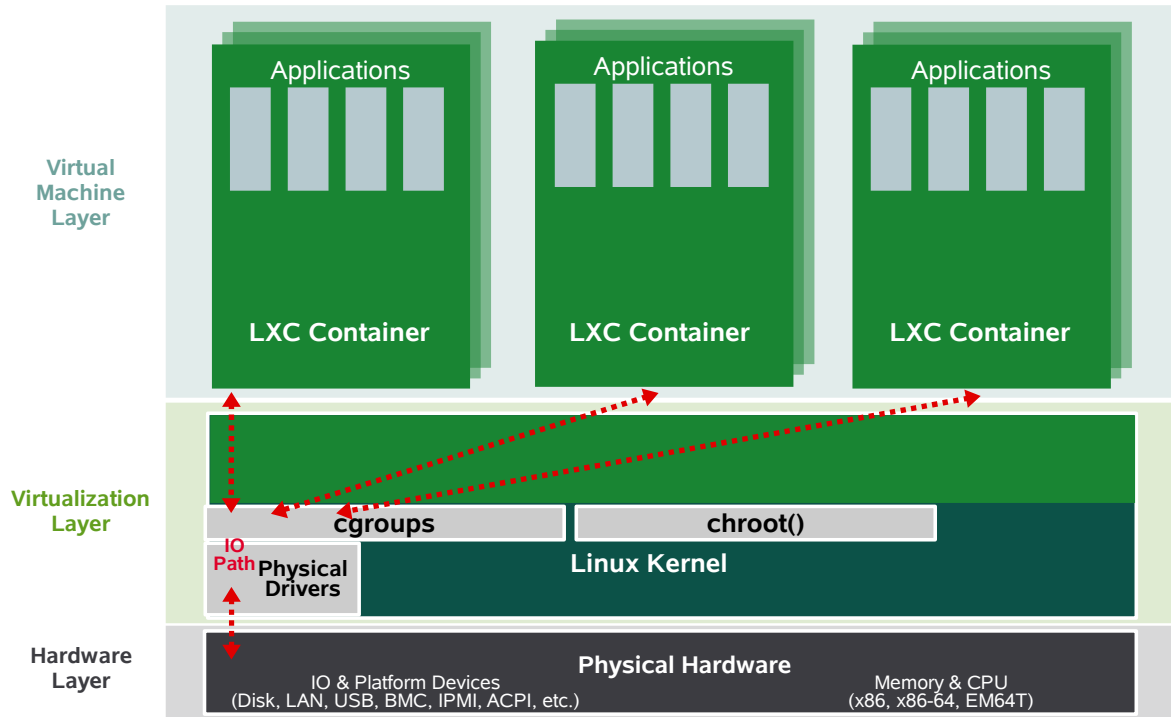 Applications
Applications
Applications
Virtual
Machine
Layer
LXC Container
LXC Container
LXC Container
Virtualization
Layer
cgroups
chroot()
IO
Path
Physical
Drivers
Linux Kernel
Hardware
Layer
Physical Hardware
IO & Platform Devices
(Disk, LAN, USB, BMC, IPMI, ACPI, etc.)
Memory & CPU
(x86, x86-64, EM64T)